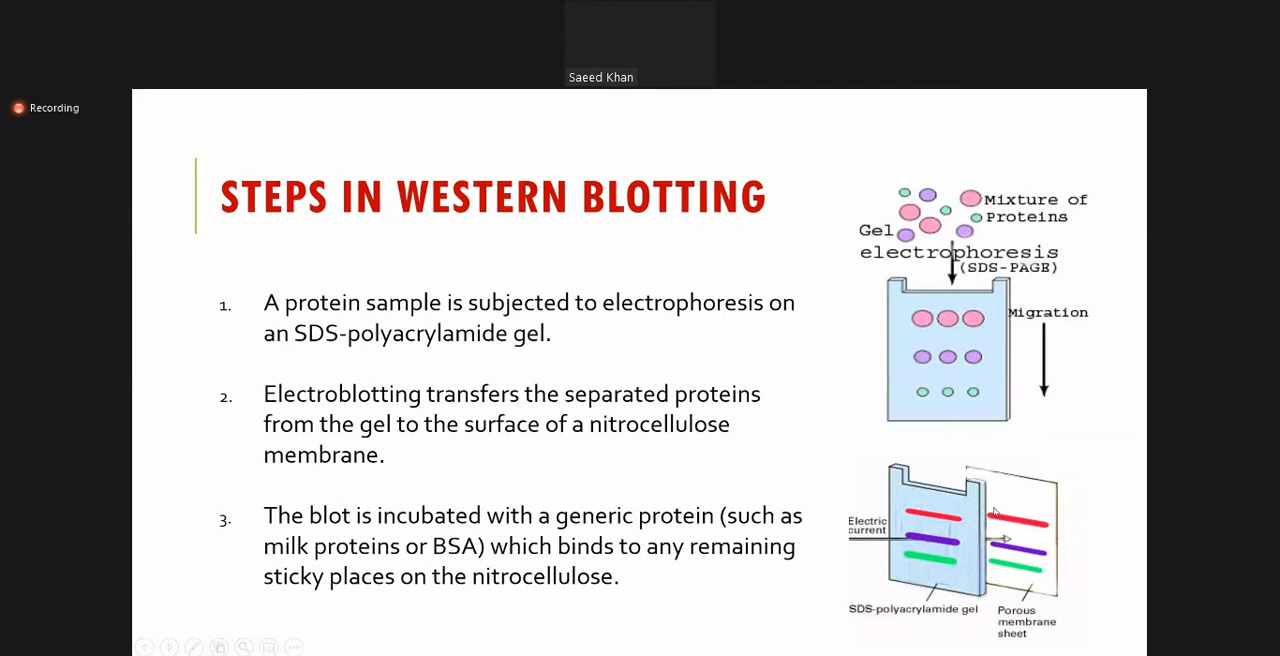 Saeed Khan
Recording
STEPS IN WESTERN BLOTTING
1. A protein sample is subjected to electrophoresis on
an SDS-polyacrylamide gel.
2. Electroblotting transfers the separated proteins
from the gel to the surface of a nitrocellulose
membrane.
3. The blot is incubated with a generic protein (such as
milk proteins or BSA) which binds to any remaining
sticky places on the nitrocellulose.
Mixture of
Proteins
Gel
electrophoresis
(SDS-PAGE)
Migration
Electric
current
SDS-polyacrylamide gel
Porous
membrane
sheet